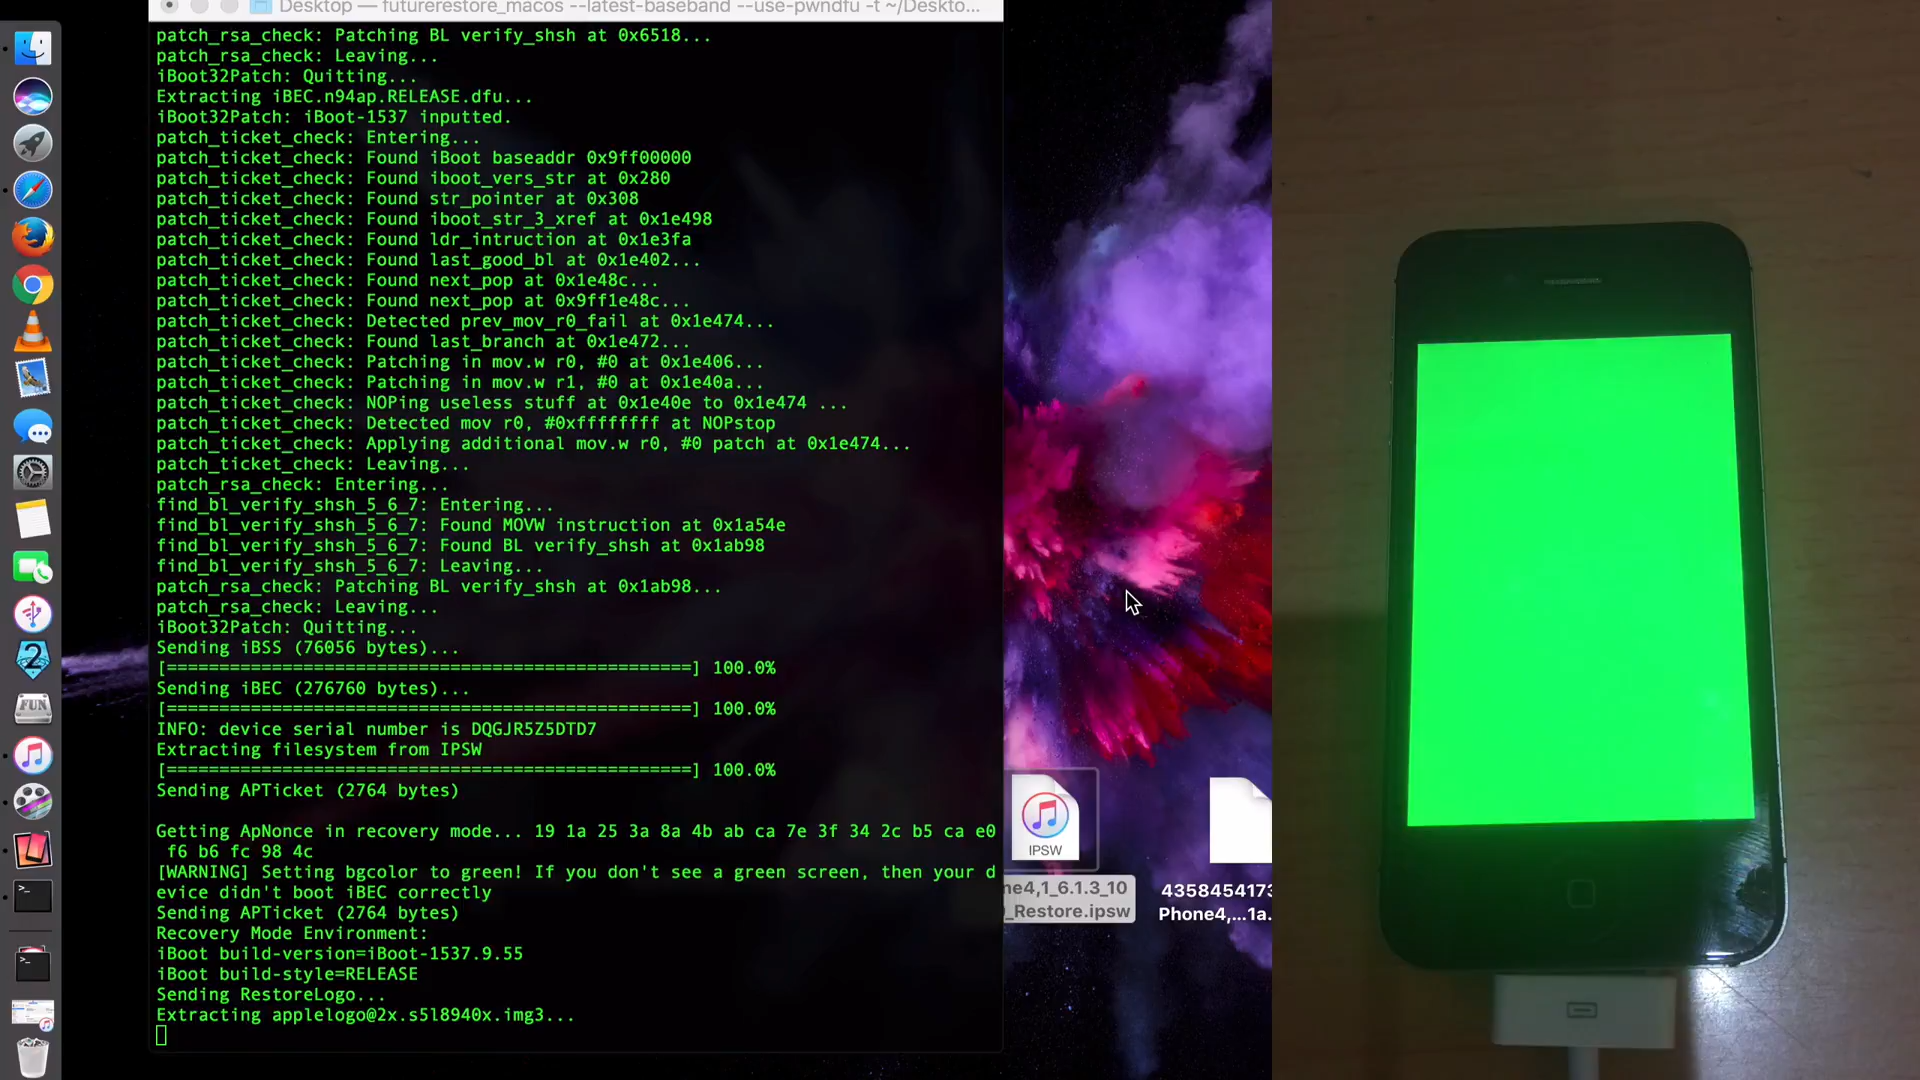 Desktop — futurerestore_macos --latest-baseband --use-pwndfu -t ~/Deskto...
patch_rsa_check: Patching BL verify_shsh at 0x6518...
patch_rsa_check: Leaving...
iBoot32Patch: Quitting...
Extracting iBEC.n94ap.RELEASE.dfu...
iBoot32Patch: iBoot-1537 inputted.
patch_ticket_check: Entering...
patch_ticket_check: Found iBoot baseaddr 0x9ff00000
patch_ticket_check: Found iboot_vers_str at 0x280
patch_ticket_check: Found str_pointer at 0x308
patch_ticket_check: Found iboot_str_3_xref at 0x1e498
patch_ticket_check: Found ldr_intruction at 0x1e3fa
patch_ticket_check: Found last_good_bl at 0x1e402...
patch_ticket_check: Found next_pop at 0x1e48c...
patch_ticket_check: Found next_pop at 0x9ff1e48c...
patch_ticket_check: Detected prev_mov_r0_fail at 0x1e474...
patch_ticket_check: Found last_branch at 0x1e472...
patch_ticket_check: Patching in mov.w r0, #0 at 0x1e406...
patch_ticket_check: Patching in mov.w r1, #0 at 0x1e40a...
patch_ticket_check: NOPing useless stuff at 0x1e40e to 0x1e474 ...
patch_ticket_check: Detected mov r0, #0xffffffff at NOPstop
patch_ticket_check: Applying additional mov.w r0, #0 patch at 0x1e474...
patch_ticket_check: Leaving...
patch_rsa_check: Entering...
find_bl_verify_shsh_5_6_7: Entering...
find_bl_verify_shsh_5_6_7: Found MOVW instruction at 0x1a54e
find_bl_verify_shsh_5_6_7: Found BL verify_shsh at 0x1ab98
find_bl_verify_shsh_5_6_7: Leaving...
patch_rsa_check: Patching BL verify_shsh at 0x1ab98...
patch_rsa_check: Leaving...
iBoot32Patch: Quitting...
Sending iBSS (76056 bytes)...
[==================================================] 100.0%
Sending iBEC (276760 bytes)...
[==================================================] 100.0%
INFO: device serial number is DQGJR5Z5DTD7
Extracting filesystem from IPSW
[==================================================] 100.0%
Sending APTicket (2764 bytes)
Getting ApNonce in recovery mode... 19 1a 25 3a 8a 4b ab ca 7e 3f 34 2c b5 ca e0
f6 b6 fc 98 4c
[WARNING] Setting bgcolor to green! If you don't see a green screen, then your d
evice didn't boot iBEC correctly
Sending APTicket (2764 bytes)
Recovery Mode Environment:
iBoot build-version=iBoot-1537.9.55
iBoot build-style=RELEASE
Sending RestoreLogo...
Extracting applelogo@2x.s5l8940x.img3...
IPSW
ne4,1_6.1.3_10
_Restore.ipsw
4358454173
Phone4,...1a.
FUN
2